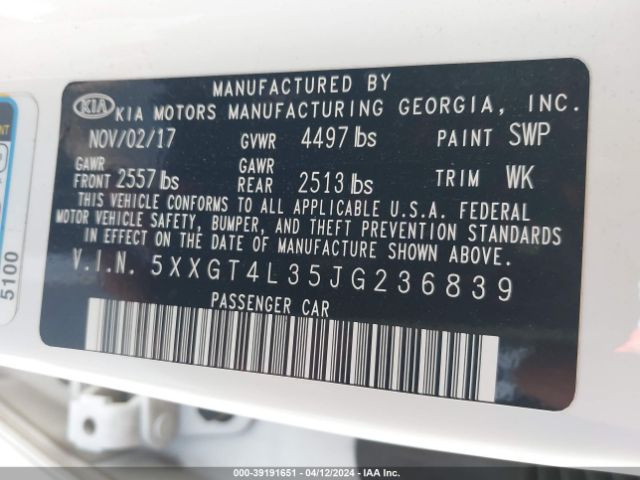 MANUFACTURED BY
KIA KIA MOTORS MANUFACTURING GEORGIA, INC.
NOV/02/17 GVWR 4497 lbs PAINT SWP
GAWR FRONT 2557 lbs GAWR REAR 2513 lbs TRIM WK
THIS VEHICLE CONFORMS TO ALL APPLICABLE U.S.A. FEDERAL
MOTOR VEHICLE SAFETY, BUMPER, AND THEFT PREVENTION STANDARDS
IN EFFECT ON THE DATE OF MANUFACTURE SHOWN ABOVE.
V.I.N. 5XXGT4L35JG236839
PASSENGER CAR
5100
000-39191651 - 04/12/2024 - IAA Inc.